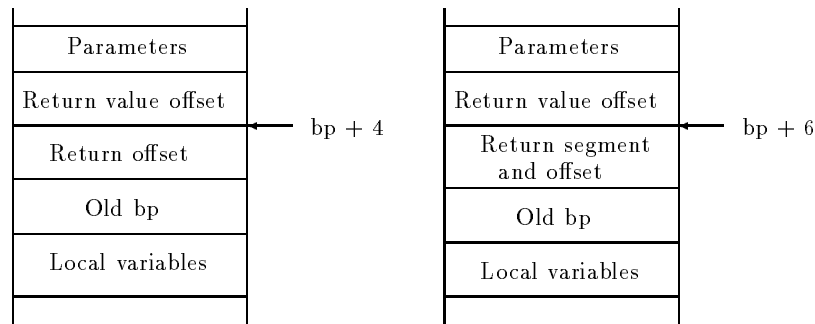 Parameters
Return value offset
bp + 4
Return offset
Old bp
Local variables
Parameters
Return value offset
bp + 6
Return segment
and offset
Old bp
Local variables